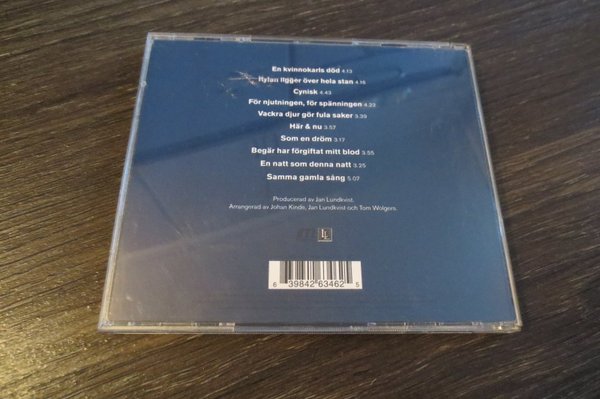 En kvinnokarls död 4.13
Kylan ligger över hela stan 4.15
Cynisk 4.43
För njutningen, för spänningen 4.22
Vackra djur gör fula saker 3.39
Här & nu 3.57
Som en dröm 3.17
Begär har förgiftat mitt blod 3.55
En natt som denna natt 3.25
Samma gamla sång 5.07
Producerad av Jan Lundkvist.
Arrangerad av Johan Kinde, Jan Lundkvist och Tom Wolgers.
6 39842 63462 5